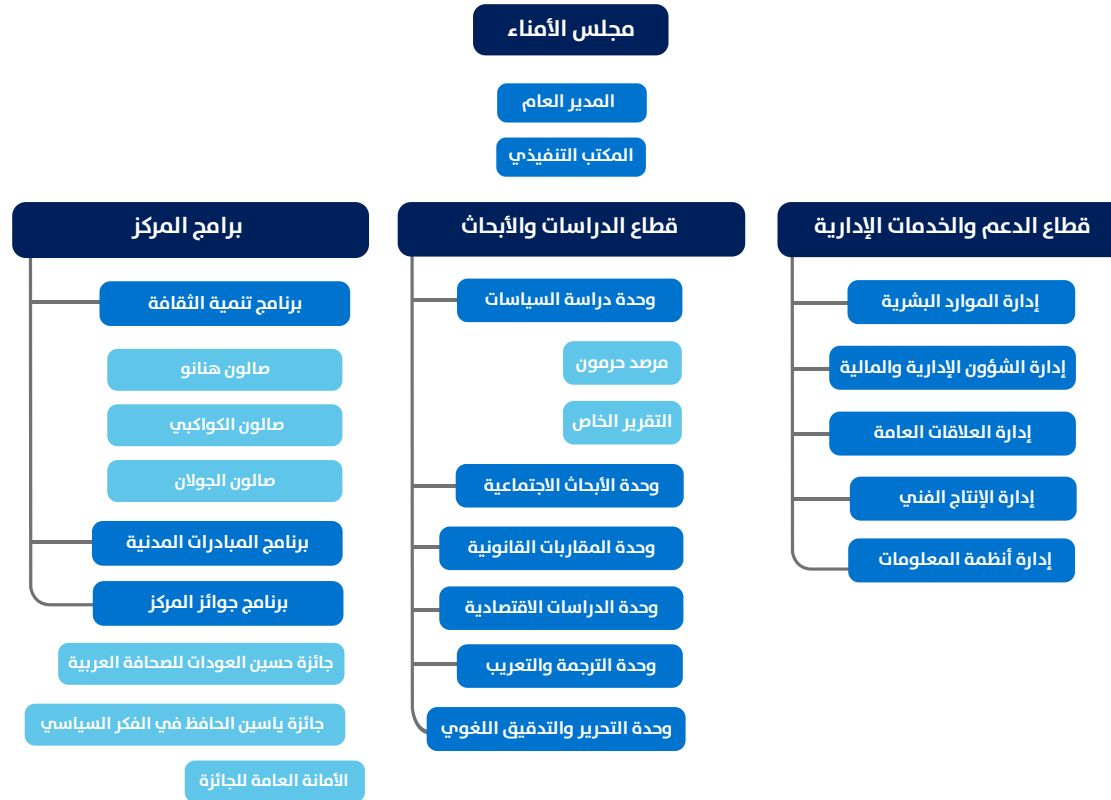 مجلس الأمناء
المدير العام
المكتب التنفيذي
قطاع الدعم والخدمات الإدارية
إدارة الموارد البشرية
إدارة الشؤون الإدارية والمالية
إدارة العلاقات العامة
إدارة الإنتاج الفني
إدارة أنظمة المعلومات
قطاع الدراسات والأبحاث
وحدة دراسة السياسات
مرصد حرمون
التقرير الخاص
وحدة الأبحاث الاجتماعية
وحدة المقاربات القانونية
وحدة الدراسات الاقتصادية
وحدة الترجمة والتعريب
وحدة التحرير والتدقيق اللغوي
برامج المركز
برنامج تنمية الثقافة
صالون هنانو
صالون الكواكبي
صالون الجولان
برنامج المبادرات المدنية
برنامج جوائز المركز
جائزة حسين العودات للصحافة العربية
جائزة ياسين الحافظ في الفكر السياسي
الأمانة العامة للجائزة